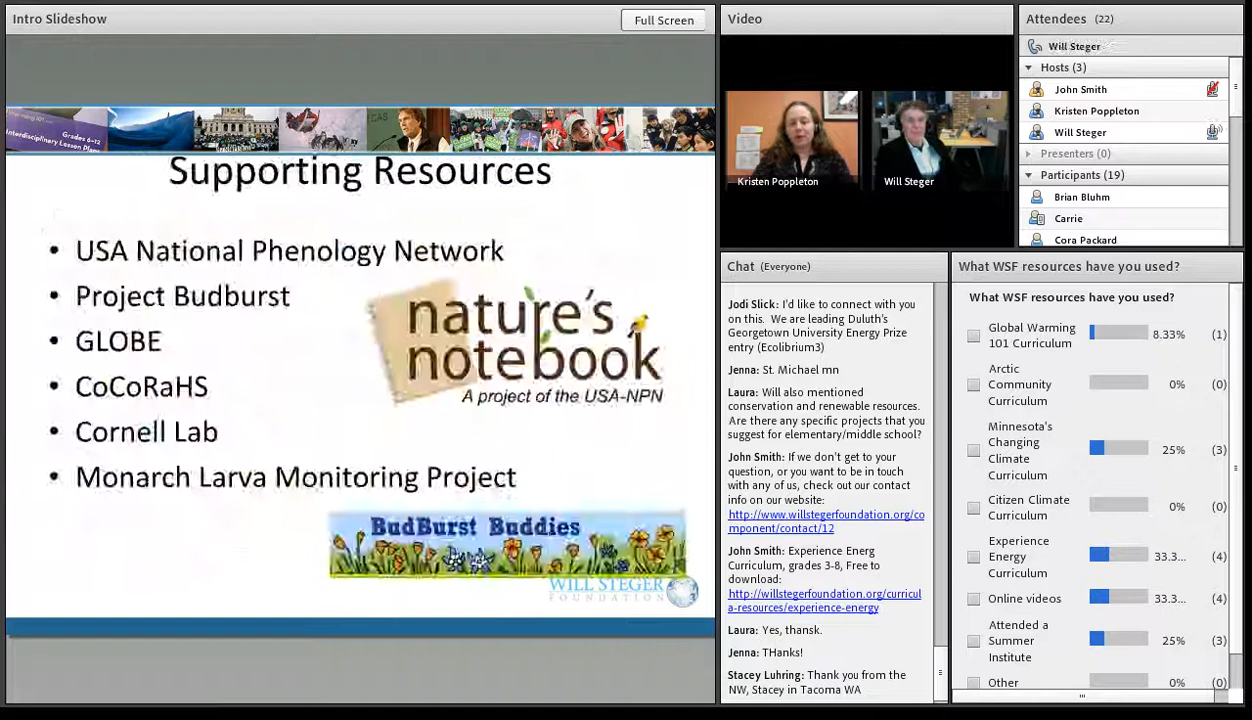 Intro Slideshow
Full Screen
Grades 6-12
Interdisciplinary Lesson Plans
CAS
Supporting Resources
• USA National Phenology Network
• Project Budburst
• GLOBE
• CoCoRaHS
• Cornell Lab
• Monarch Larva Monitoring Project
nature's
notebook
A project of the USA-NPN
BudBurst Buddies
WILL STEGER
FOUNDATION
Video
Kristen Poppleton
Will Steger
Attendees (22)
Will Steger
Hosts (3)
John Smith
Kristen Poppleton
Will Steger
Presenters (0)
Participants (19)
Brian Bluhm
Carrie
Cora Packard
Chat (Everyone)
Jodi Slick: I'd like to connect with you
on this. We are leading Duluth's
Georgetown University Energy Prize
entry (Ecolibrium3)
Jenna: St. Michael mn
Laura: Will also mentioned
conservation and renewable resources.
Are there any specific projects that you
suggest for elementary/middle school?
John Smith: If we don't get to your
question, or you want to be in touch
with any of us, check out our contact
info on our website:
http://www.willstegerfoundation.org/co
mponent/contact/12
John Smith: Experience Energ
Curriculum, grades 3-8, Free to
download:
http://willstegerfoundation.org/curricul
a-resources/experience-energy
Laura: Yes, thansk.
Jenna: THanks!
Stacey Luhring: Thank you from the
NW, Stacey in Tacoma WA
What WSF resources have you used?
What WSF resources have you used?
Global Warming
101 Curriculum
8.33% (1)
Arctic
Community
Curriculum
0% (0)
Minnesota's
Changing
Climate
Curriculum
25% (3)
Citizen Climate
Curriculum
0% (0)
Experience
Energy
Curriculum
33.3... (4)
Online videos 33.3... (4)
Attended a
Summer
Institute
25% (3)
Other 0% (0)